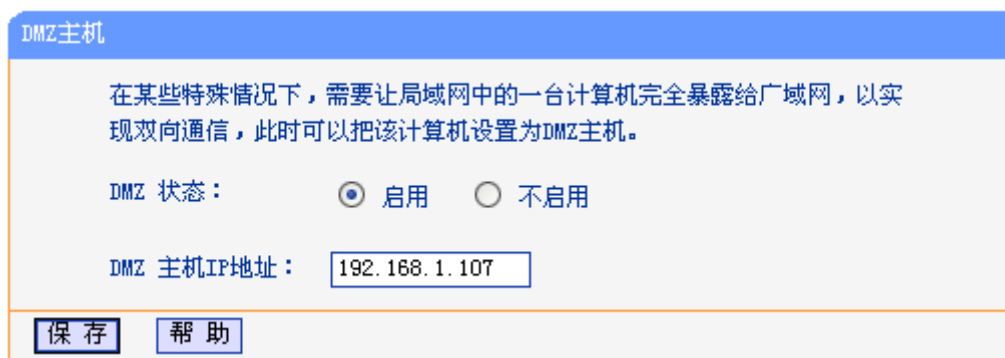 DMZ主机
在某些特殊情况下，需要让局域网中的一台计算机完全暴露给广域网，以实
现双向通信，此时可以把该计算机设置为DMZ主机。
DMZ 状态： 启用 不启用
DMZ 主机IP地址： 192.168.1.107
保 存 帮 助